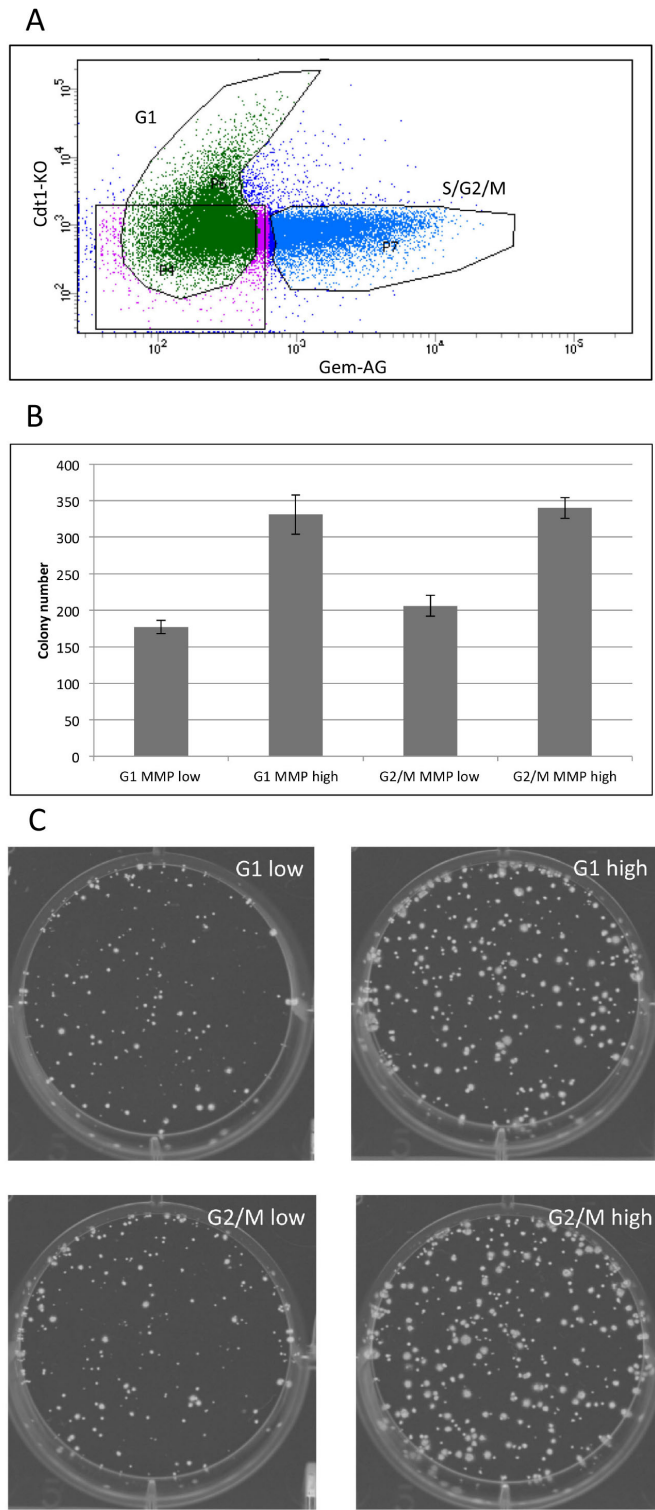 A
G1
S/G2/M
P7
Cdt1-KO
10^5
10^4
10^3
10^2
10^2
10^3
10^4
10^5
Gem-AG
B
Colony number
400
350
300
250
200
150
100
50
0
G1 MMP low
G1 MMP high
G2/M MMP low
G2/M MMP high
C
G1 low
G1 high
G2/M low
G2/M high